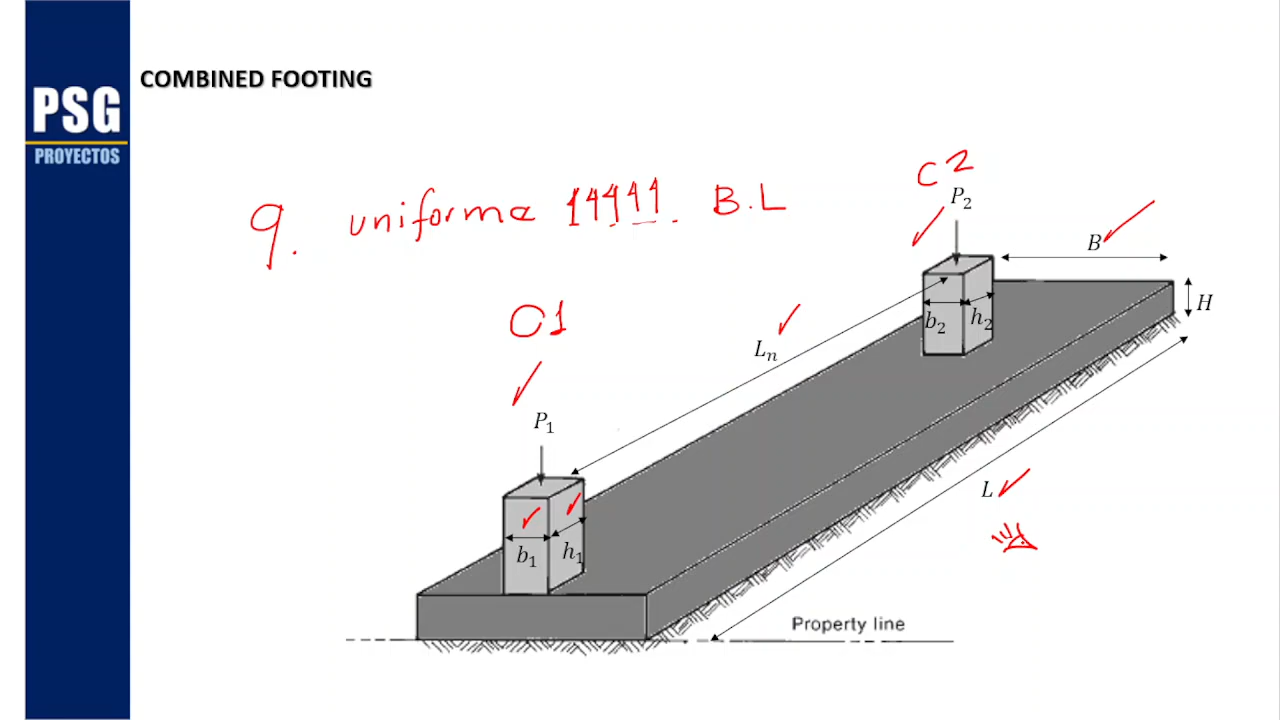 COMBINED FOOTING
PSG
PROYECTOS
q. uniforme B.L
C2
P₂
B
H
b₂ h₂
Lₙ
C1
P₁
L
b₁ h₁
Property line